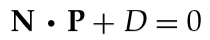 N • P + D = 0